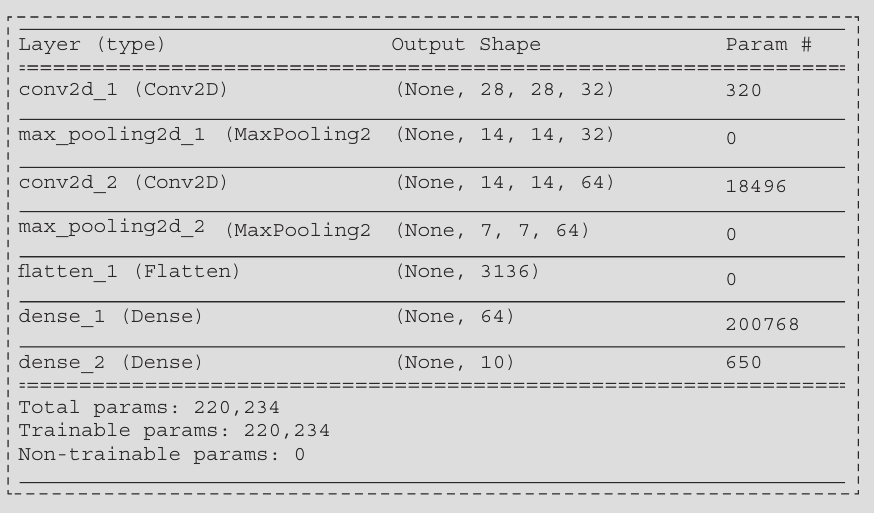 Layer (type) Output Shape Param #
conv2d_1 (Conv2D) (None, 28, 28, 32) 320
max_pooling2d_1 (MaxPooling2 (None, 14, 14, 32) 0
conv2d_2 (Conv2D) (None, 14, 14, 64) 18496
max_pooling2d_2 (MaxPooling2 (None, 7, 7, 64) 0
flatten_1 (Flatten) (None, 3136) 0
dense_1 (Dense) (None, 64) 200768
dense_2 (Dense) (None, 10) 650
Total params: 220,234
Trainable params: 220,234
Non-trainable params: 0